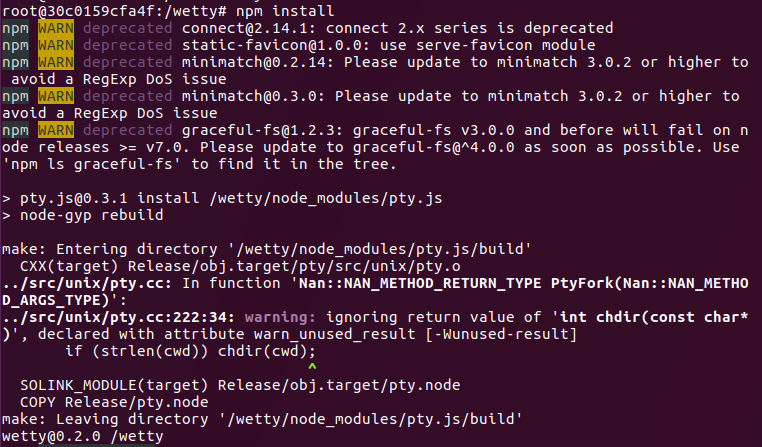 root@30c0159cfa4f:/wetty# npm install
npm WARN deprecated connect@2.14.1: connect 2.x series is deprecated
npm WARN deprecated static-favicon@1.0.0: use serve-favicon module
npm WARN deprecated minimatch@0.2.14: Please update to minimatch 3.0.2 or higher to
 avoid a RegExp DoS issue
npm WARN deprecated minimatch@0.3.0: Please update to minimatch 3.0.2 or higher to
avoid a RegExp DoS issue
npm WARN deprecated graceful-fs@1.2.3: graceful-fs v3.0.0 and before will fail on n
ode releases >= v7.0. Please update to graceful-fs@^4.0.0 as soon as possible. Use
'npm ls graceful-fs' to find it in the tree.
> pty.js@0.3.1 install /wetty/node_modules/pty.js
> node-gyp rebuild
make: Entering directory '/wetty/node_modules/pty.js/build'
  CXX(target) Release/obj.target/pty/src/unix/pty.o
../src/unix/pty.cc: In function 'Nan::NAN_METHOD_RETURN_TYPE PtyFork(Nan::NAN_METHO
D_ARGS_TYPE)':
../src/unix/pty.cc:222:34: warning: ignoring return value of 'int chdir(const char*
)', declared with attribute warn_unused_result [-Wunused-result]
       if (strlen(cwd)) chdir(cwd);
                                  ^
  SOLINK_MODULE(target) Release/obj.target/pty.node
  COPY Release/pty.node
make: Leaving directory '/wetty/node_modules/pty.js/build'
wetty@0.2.0 /wetty